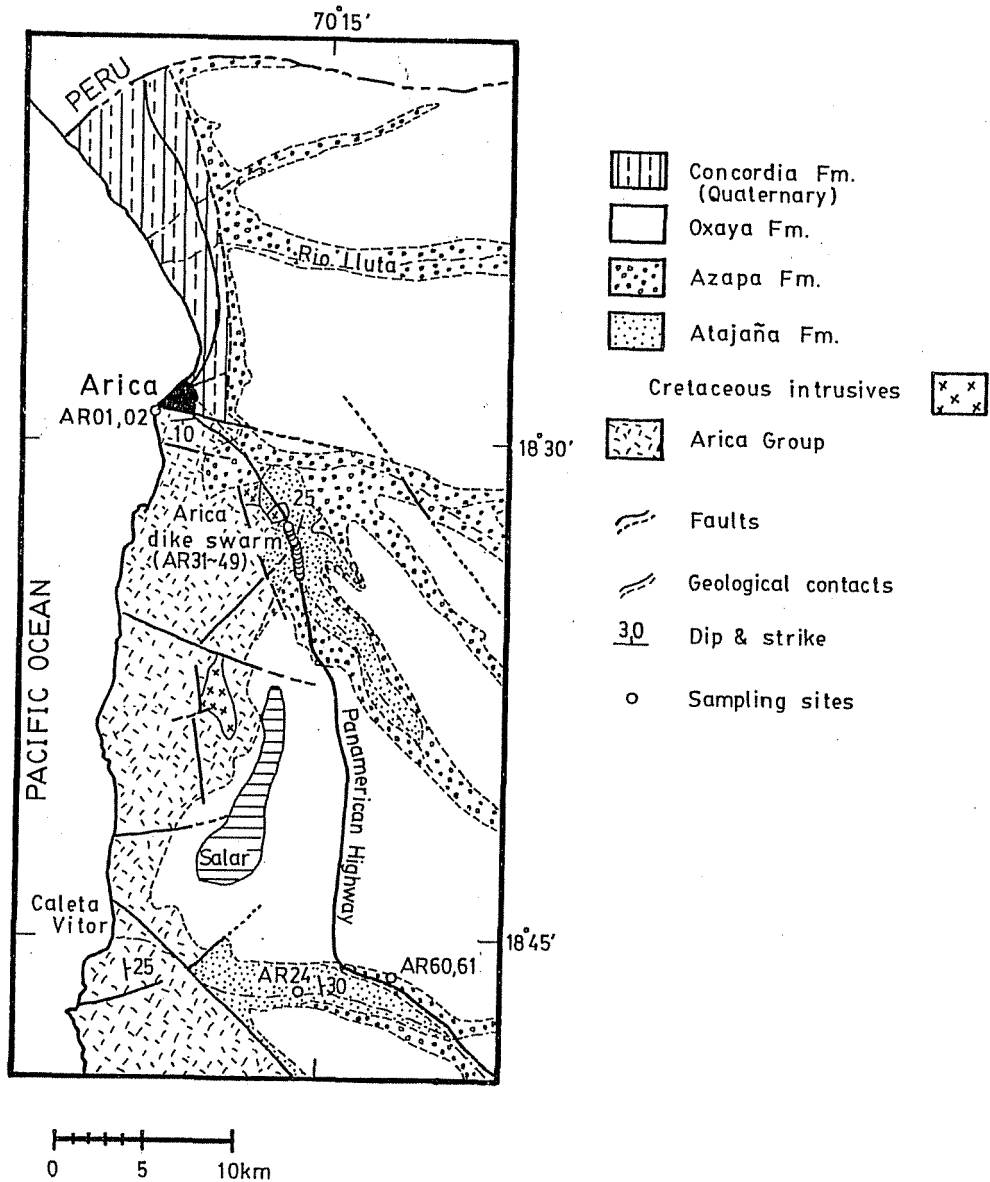 70°15'
PERU
Rio Lluta
Arica
AR01,02
10
18°30'
25
Arica
dike swarm
(AR31~49)
PACIFIC OCEAN
Panamerican Highway
Salar
Caleta
Vitor
18°45'
25
AR24
30
AR60,61
0 5 10km
Concordia Fm.
(Quaternary)
Oxaya Fm.
Azapa Fm.
Atajaña Fm.
Cretaceous intrusives
Arica Group
Faults
Geological contacts
30 Dip & strike
Sampling sites